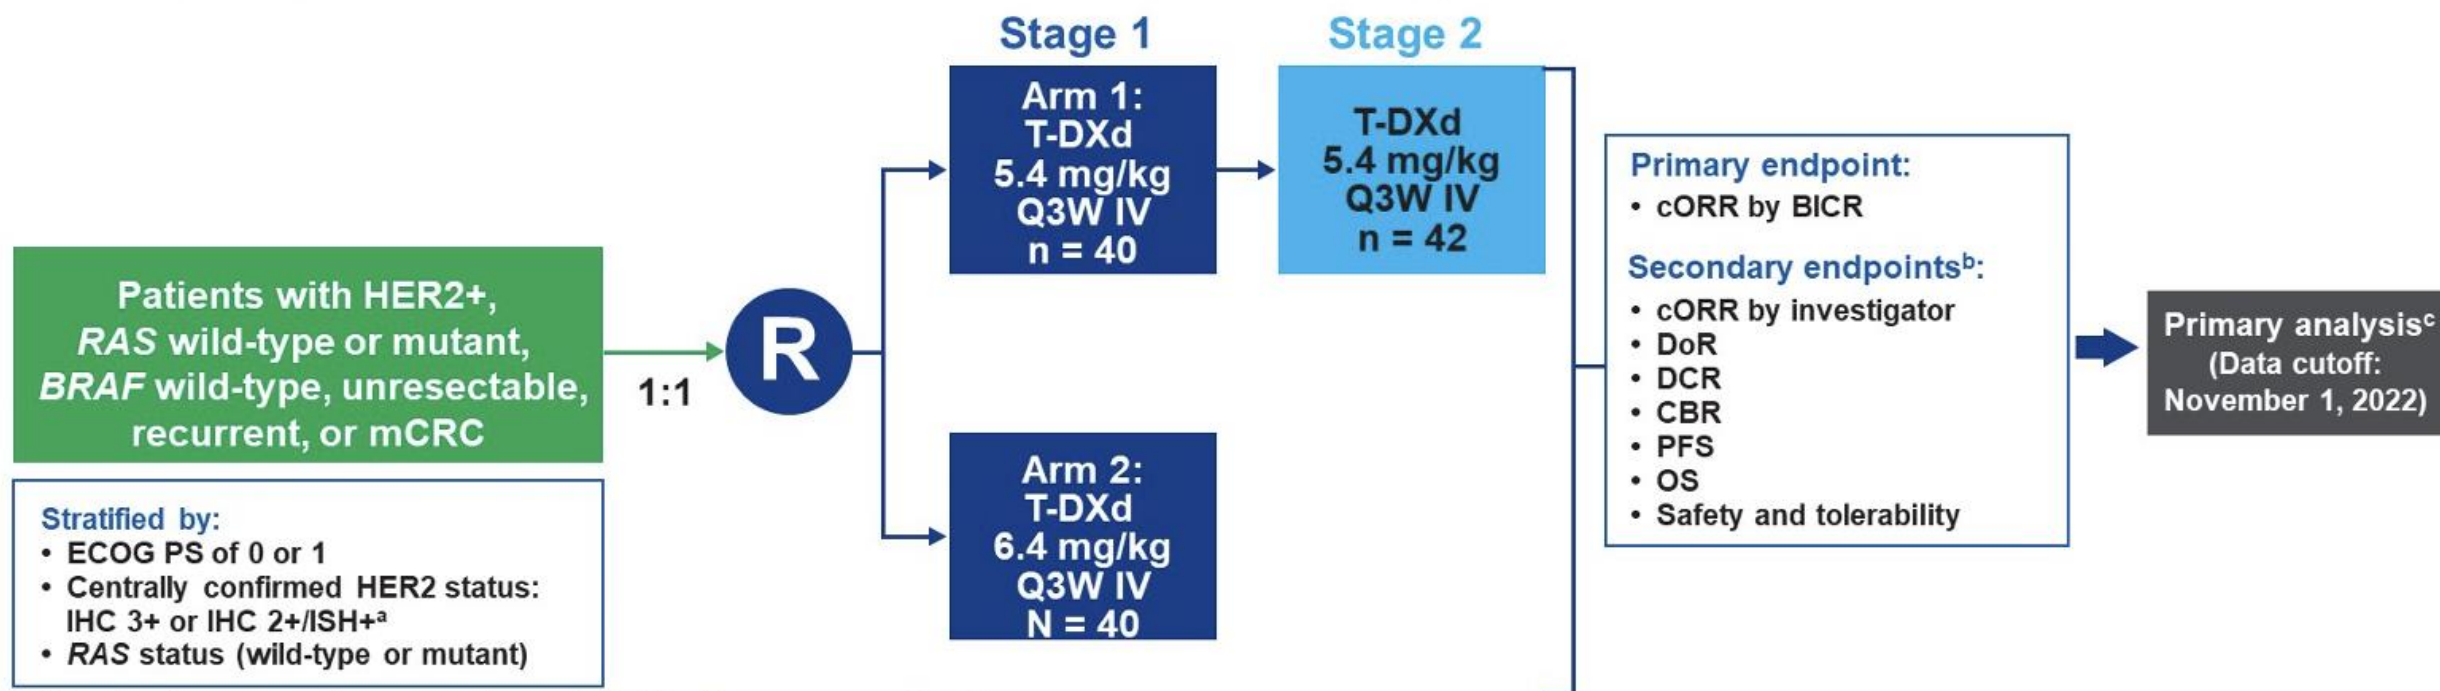 Stage 1
Stage 2
Patients with HER2+,
RAS wild-type or mutant,
BRAF wild-type, unresectable,
recurrent, or mCRC
Stratified by:
• ECOG PS of 0 or 1
• Centrally confirmed HER2 status:
IHC 3+ or IHC 2+/ISH+ᵃ
• RAS status (wild-type or mutant)
1:1
R
Arm 1:
T-DXd
5.4 mg/kg
Q3W IV
n = 40
Arm 2:
T-DXd
6.4 mg/kg
Q3W IV
N = 40
T-DXd
5.4 mg/kg
Q3W IV
n = 42
Primary endpoint:
• cORR by BICR
Secondary endpointsᵇ:
• cORR by investigator
• DoR
• DCR
• CBR
• PFS
• OS
• Safety and tolerability
Primary analysisᶜ
(Data cutoff:
November 1, 2022)